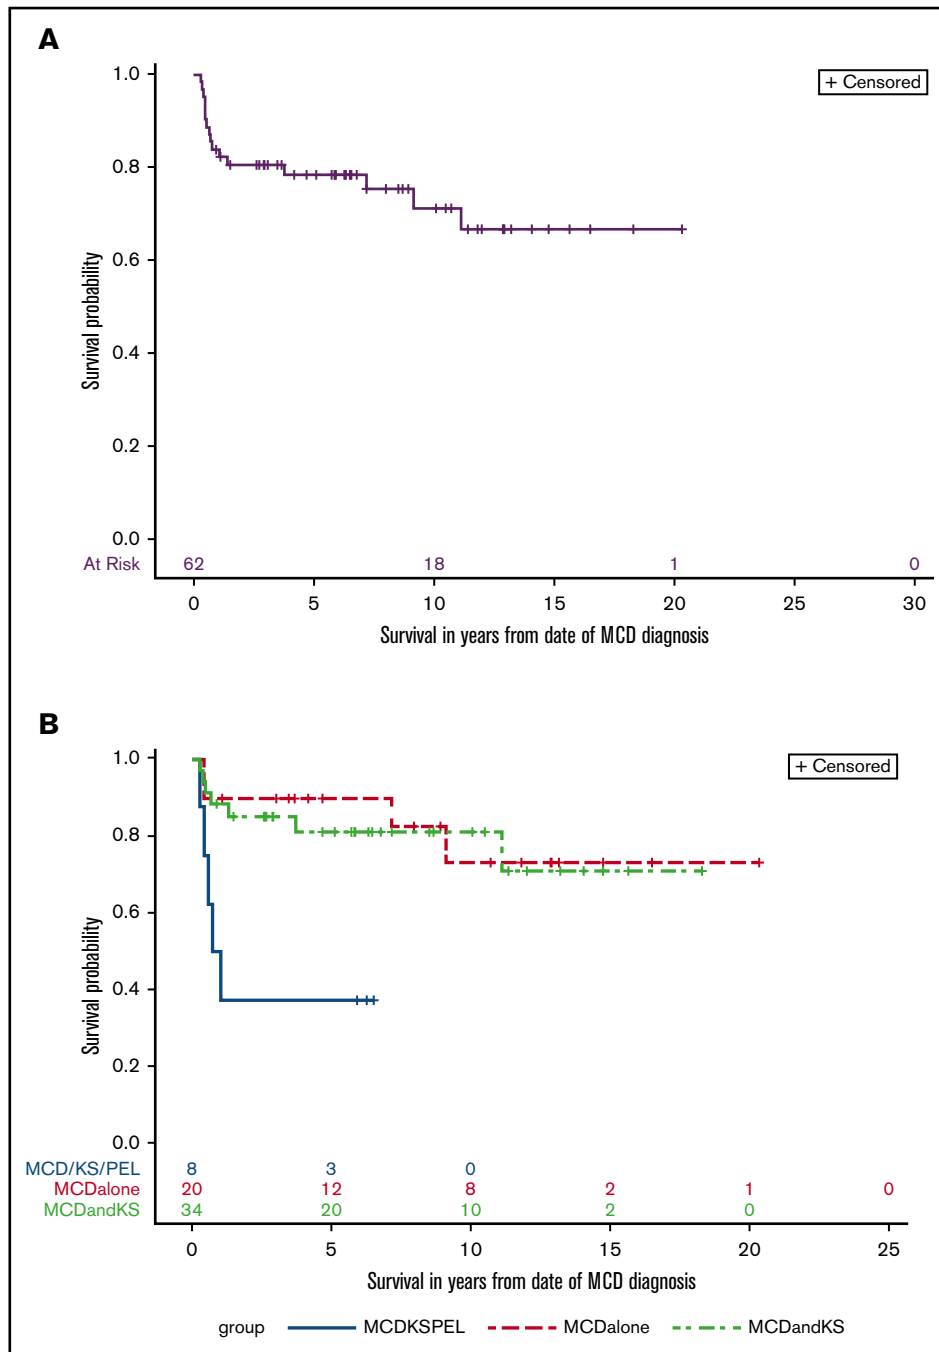 A
+ Censored
1.0
0.8
0.6
0.4
0.2
0.0
Survival probability
At Risk 62 18 1 0
0 5 10 15 20 25 30
Survival in years from date of MCD diagnosis
B
+ Censored
1.0
0.8
0.6
0.4
0.2
0.0
Survival probability
MCD/KS/PEL 8 3 0
MCDalone 20 12 8 2 1 0
MCDandKS 34 20 10 2 0
0 5 10 15 20 25
Survival in years from date of MCD diagnosis
group MCDKSPEL MCDalone MCDandKS